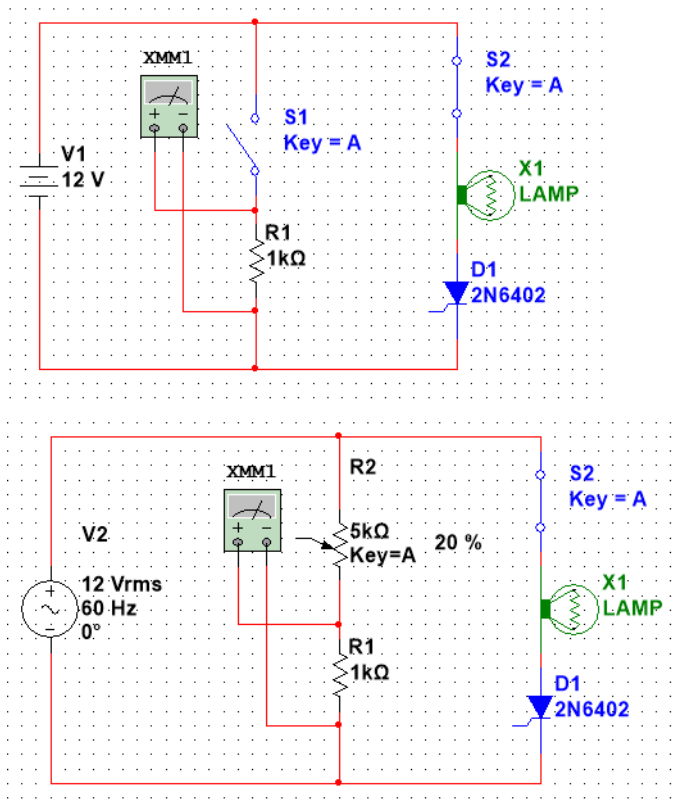 XMM1
+ -
S1
Key = A
S2
Key = A
V1
12 V
X1
LAMP
R1
1kΩ
D1
2N6402
XMM1
+ -
R2
5kΩ
Key=A
20 %
S2
Key = A
V2
12 Vrms
60 Hz
0°
+
-
X1
LAMP
R1
1kΩ
D1
2N6402